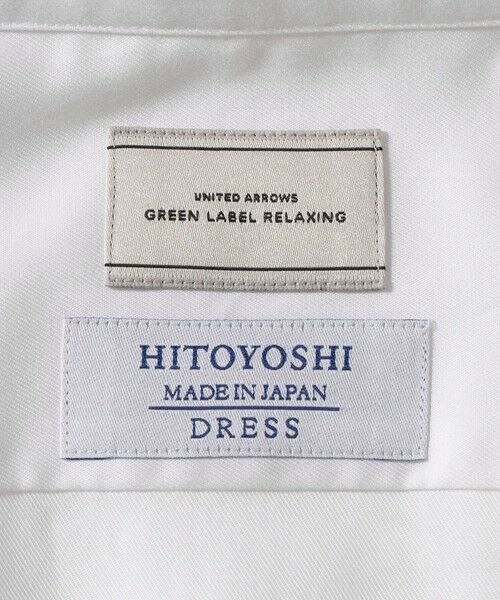 UNITED ARROWS
GREEN LABEL RELAXING
HITOYOSHI
MADE IN JAPAN
DRESS